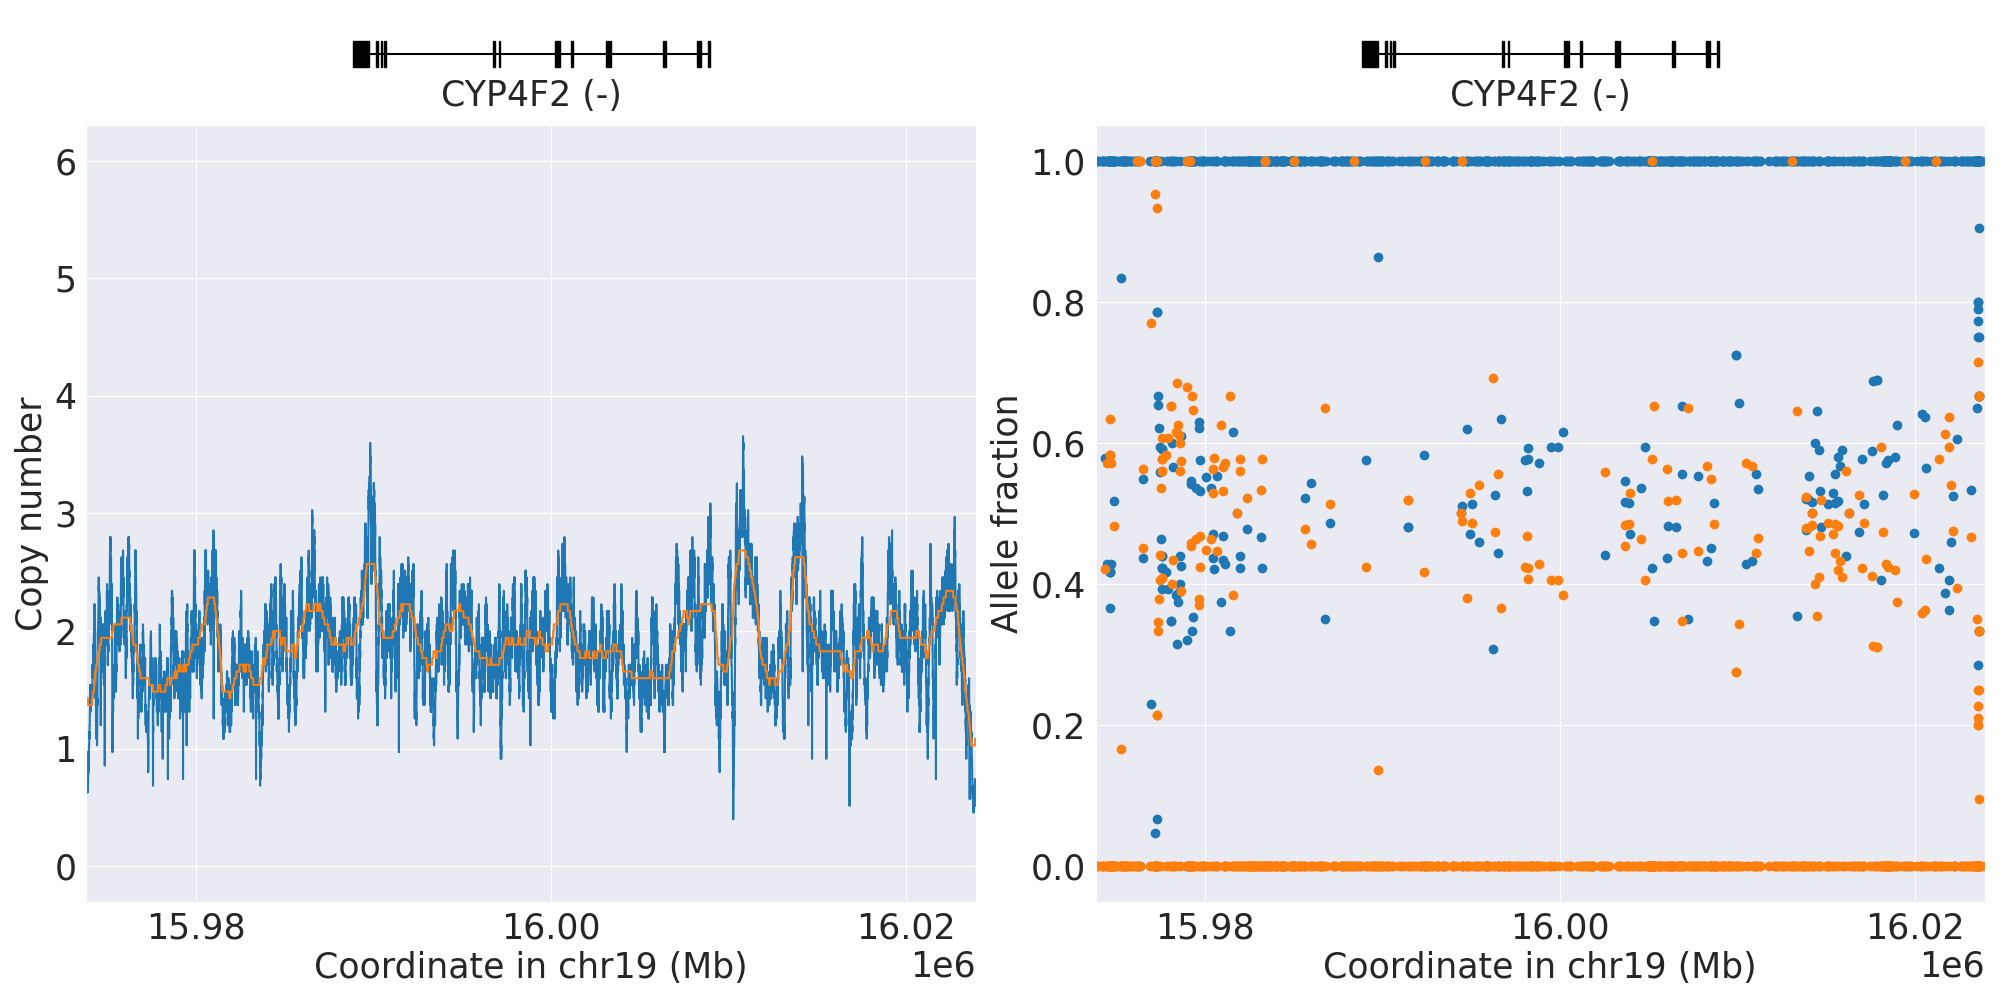 CYP4F2 (-)
6
5
4
3
2
1
0
Copy number
15.98
16.00
16.02
Coordinate in chr19 (Mb)
1e6
CYP4F2 (-)
1.0
0.8
0.6
0.4
0.2
0.0
Allele fraction
15.98
16.00
16.02
Coordinate in chr19 (Mb)
1e6